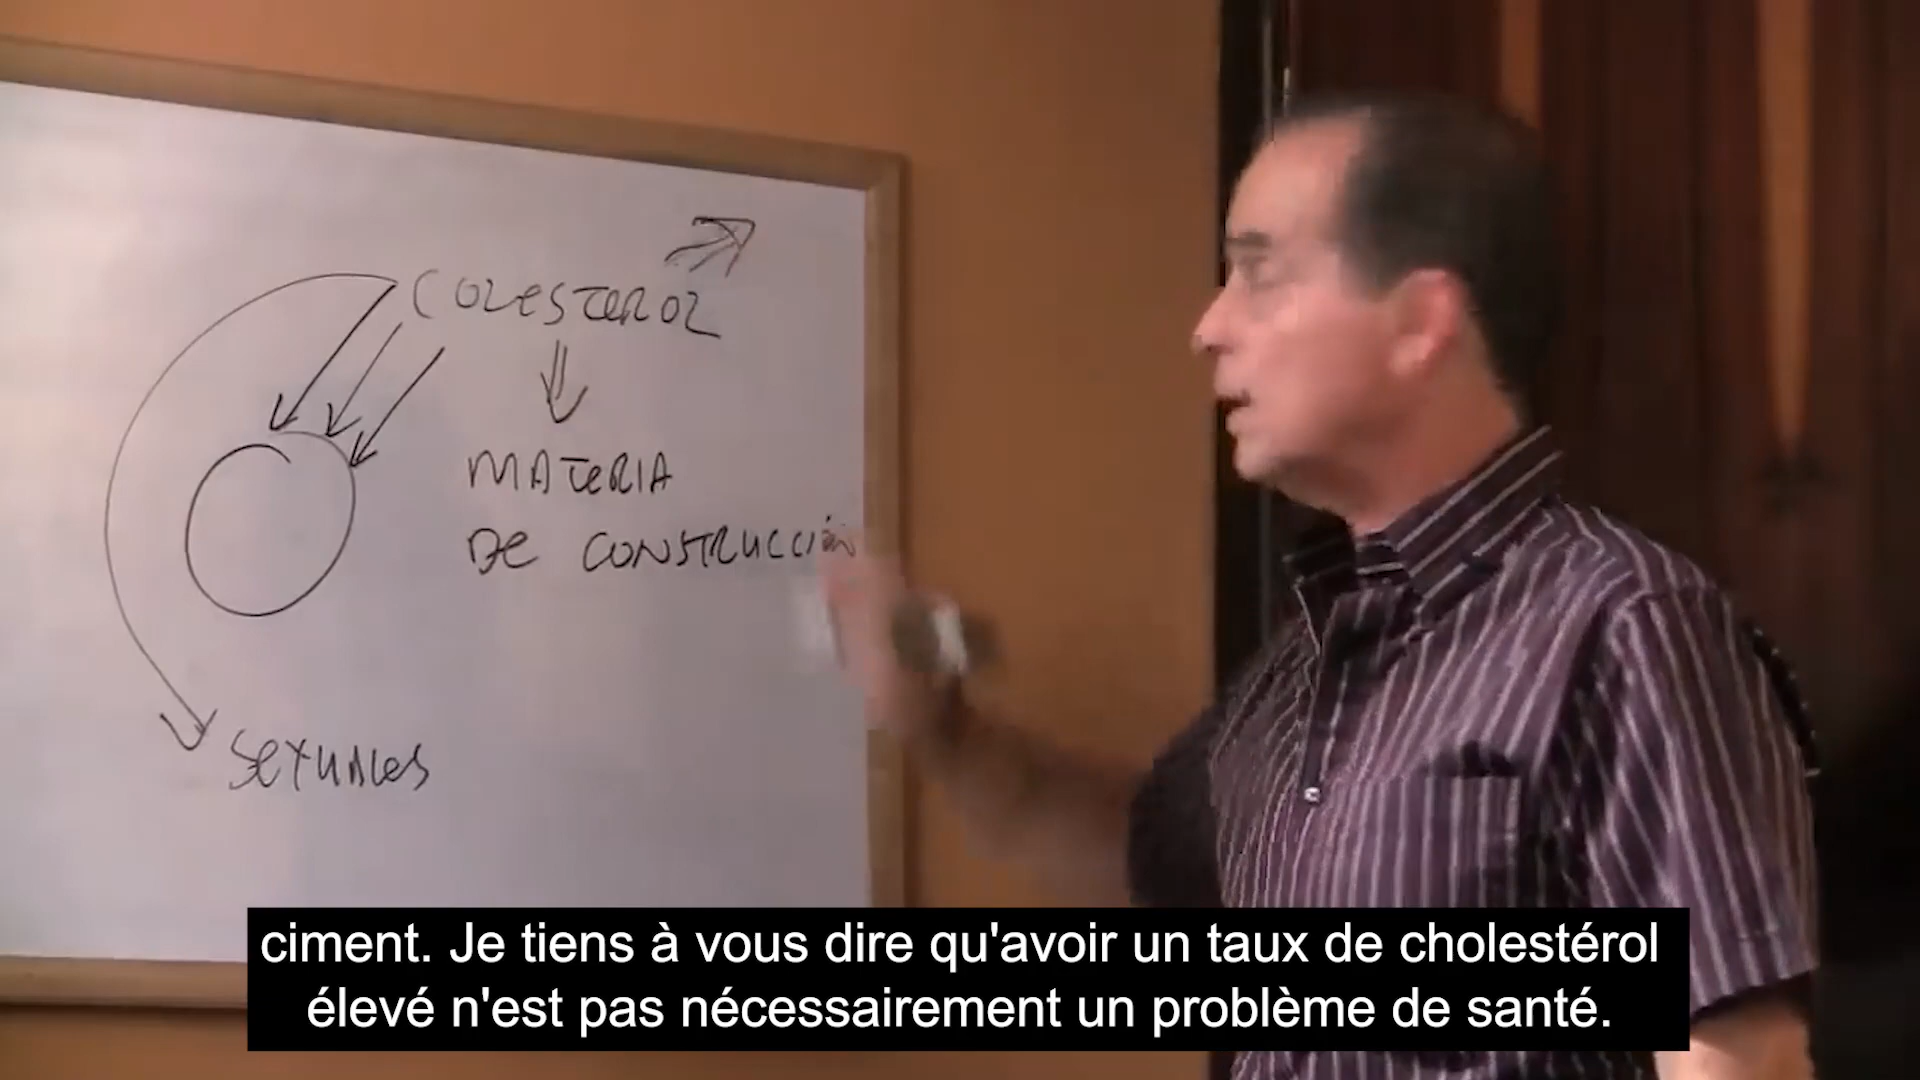 COLESTEROL
MATERIA
DE CONSTRUCCIÓN
SEXUALES
ciment. Je tiens à vous dire qu'avoir un taux de cholestérol
élevé n'est pas nécessairement un problème de santé.